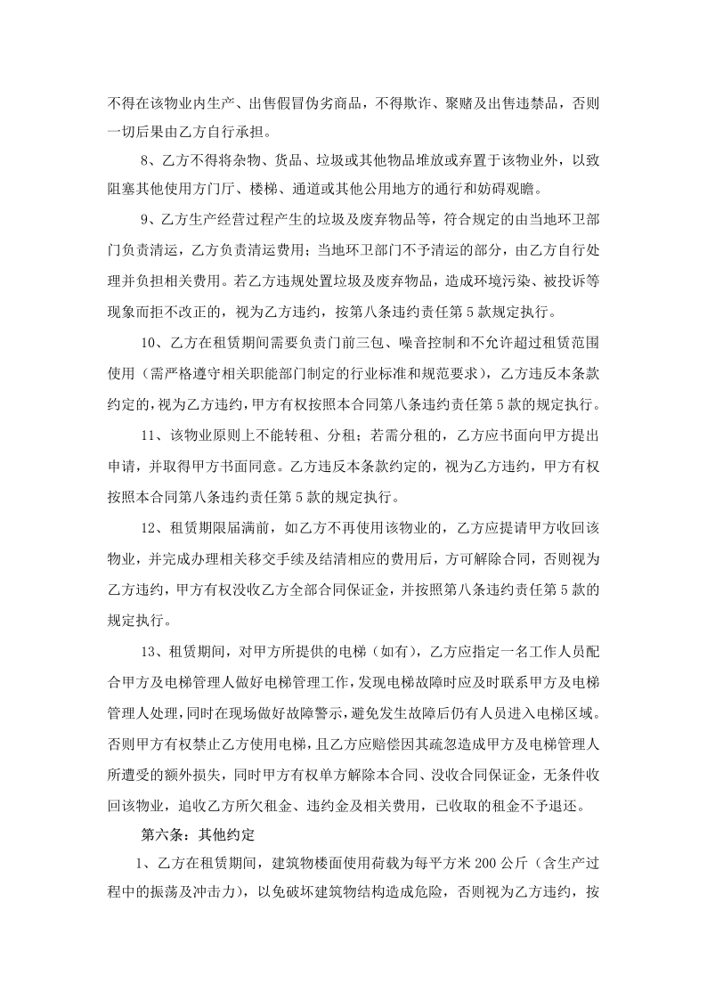 不得在该物业内生产、出售假冒伪劣商品，不得欺诈、聚赌及出售违禁品，否则
一切后果由乙方自行承担。
8、乙方不得将杂物、货品、垃圾或其他物品堆放或弃置于该物业外，以致
阻塞其他使用方门厅、楼梯、通道或其他公用地方的通行和妨碍观瞻。
9、乙方生产经营过程产生的垃圾及废弃物品等，符合规定的由当地环卫部
门负责清运，乙方负责清运费用；当地环卫部门不予清运的部分，由乙方自行处
理并负担相关费用。若乙方违规处置垃圾及废弃物品，造成环境污染、被投诉等
现象而拒不改正的，视为乙方违约，按第八条违约责任第 5 款规定执行。
10、乙方在租赁期间需要负责门前三包、噪音控制和不允许超过租赁范围
使用（需严格遵守相关职能部门制定的行业标准和规范要求），乙方违反本条款
约定的，视为乙方违约，甲方有权按照本合同第八条违约责任第 5 款的规定执行。
11、该物业原则上不能转租、分租；若需分租的，乙方应书面向甲方提出
申请，并取得甲方书面同意。乙方违反本条款约定的，视为乙方违约，甲方有权
按照本合同第八条违约责任第 5 款的规定执行。
12、租赁期限届满前，如乙方不再使用该物业的，乙方应提请甲方收回该
物业，并完成办理相关移交手续及结清相应的费用后，方可解除合同，否则视为
乙方违约，甲方有权没收乙方全部合同保证金，并按照第八条违约责任第 5 款的
规定执行。
13、租赁期间，对甲方所提供的电梯（如有），乙方应指定一名工作人员配
合甲方及电梯管理人做好电梯管理工作，发现电梯故障时应及时联系甲方及电梯
管理人处理，同时在现场做好故障警示，避免发生故障后仍有人员进入电梯区域。
否则甲方有权禁止乙方使用电梯，且乙方应赔偿因其疏忽造成甲方及电梯管理人
所遭受的额外损失，同时甲方有权单方解除本合同、没收合同保证金，无条件收
回该物业，追收乙方所欠租金、违约金及相关费用，已收取的租金不予退还。
第六条：其他约定
1、乙方在租赁期间，建筑物楼面使用荷载为每平方米 200 公斤（含生产过
程中的振荡及冲击力），以免破坏建筑物结构造成危险，否则视为乙方违约，按